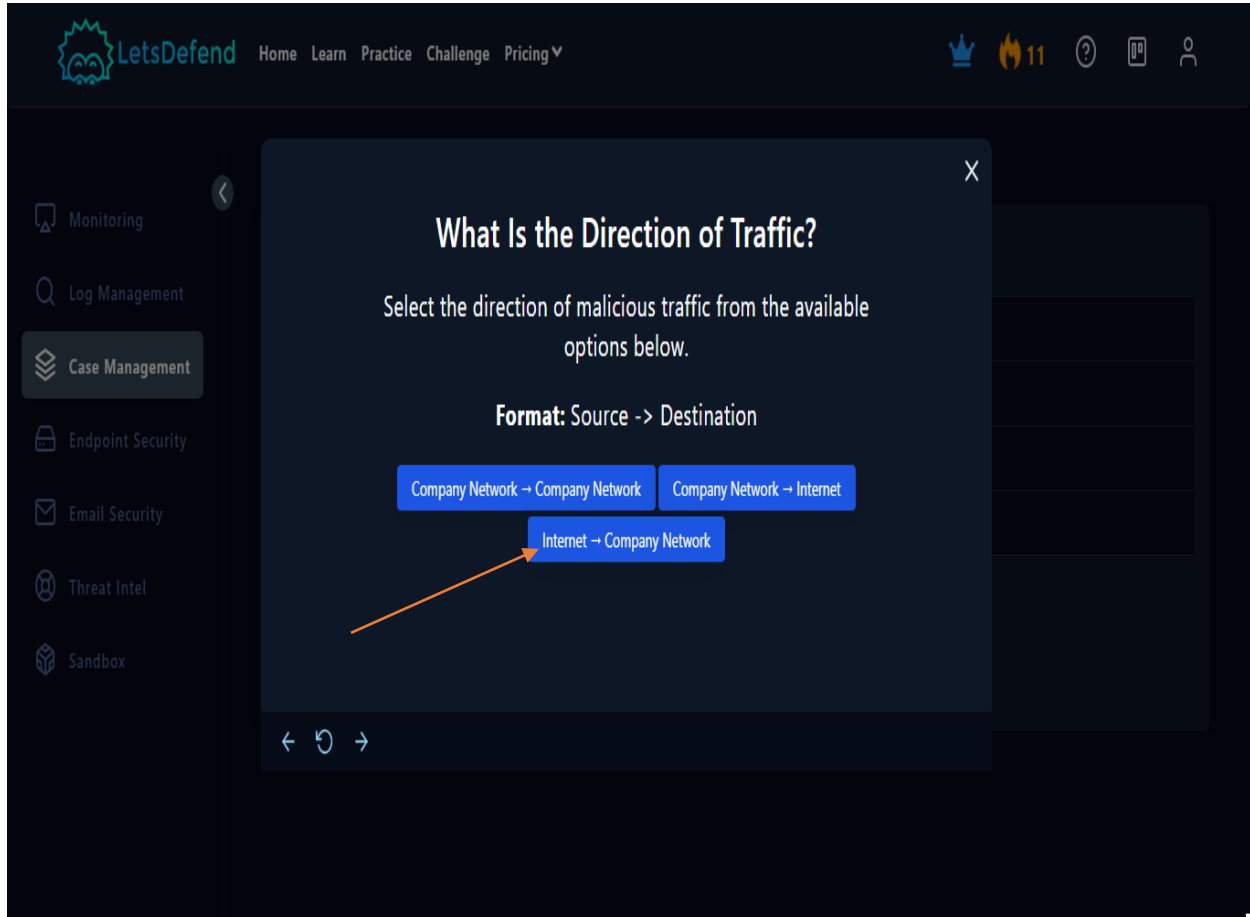 LetsDefend Home Learn Practice Challenge Pricing 11
X
Monitoring
Log Management
Case Management
Endpoint Security
Email Security
Threat Intel
Sandbox
What Is the Direction of Traffic?
Select the direction of malicious traffic from the available
options below.
Format: Source -> Destination
Company Network → Company Network Company Network → Internet
Internet → Company Network